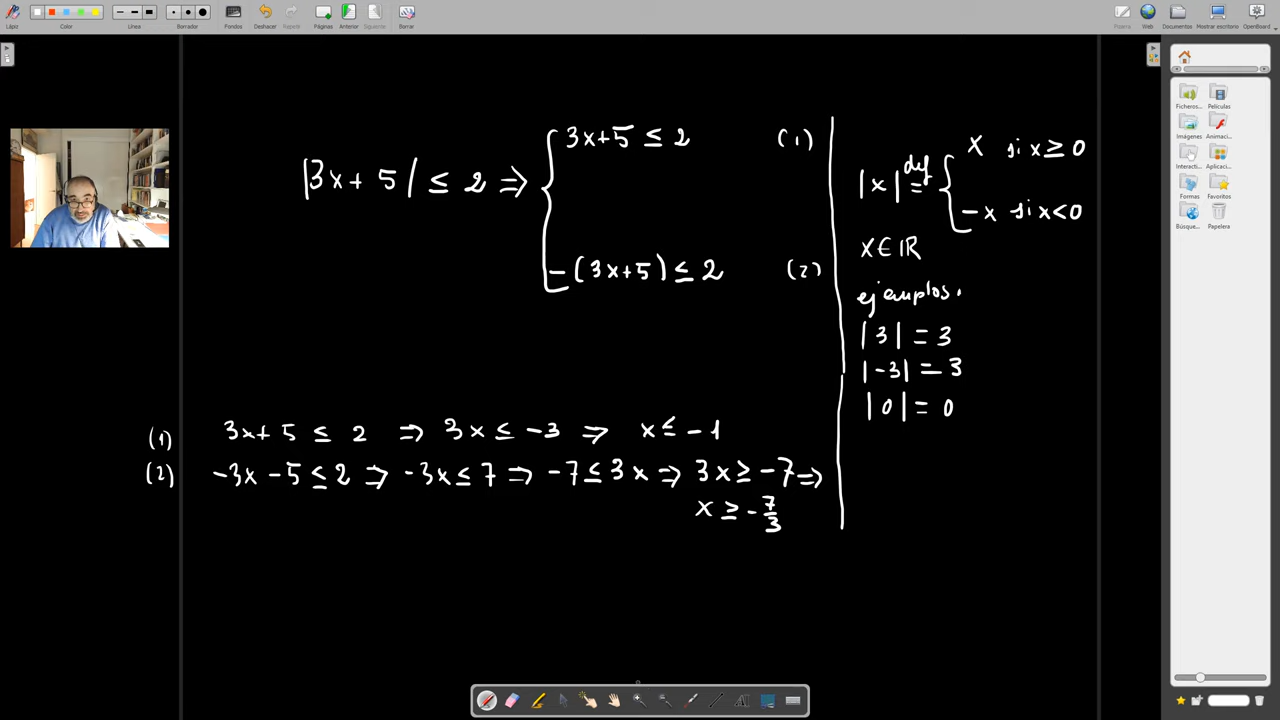 Lápiz Color Línea Borrador Fondos Deshacer Repetir Páginas Anterior Siguiente Borrar Pizarra Web Documentos Mostrar escritorio OpenBoard
|3x + 5| ≤ 2 ⇒ { 3x+5 ≤ 2 (1)
-(3x+5) ≤ 2 (2)
(1) 3x+5 ≤ 2 ⇒ 3x ≤ -3 ⇒ x ≤ -1
(2) -3x -5 ≤ 2 ⇒ -3x ≤ 7 ⇒ -7 ≤ 3x ⇒ 3x ≥ -7 ⇒
x ≥ -7/3
|x| def = { x si x ≥ 0
-x si x < 0
x ∈ ℝ
ejemplos.
|3| = 3
|-3| = 3
|0| = 0
Ficheros... Películas
Imágenes Animaci...
Interacti... Aplicaci...
Formas Favoritos
Búsque... Papelera